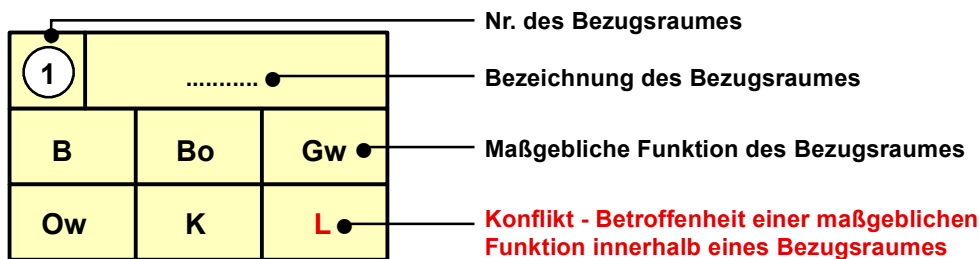 Nr. des Bezugsraumes
1
...........
Bezeichnung des Bezugsraumes
B Bo Gw
Maßgebliche Funktion des Bezugsraumes
Ow K L
Konflikt - Betroffenheit einer maßgeblichen
Funktion innerhalb eines Bezugsraumes